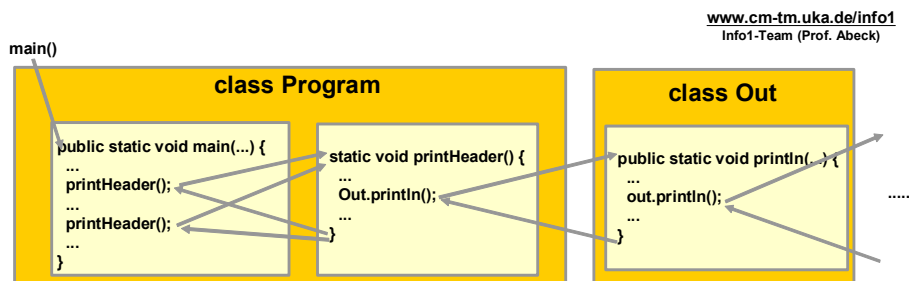 www.cm-tm.uka.de/info1
Info1-Team (Prof. Abeck)
main()
class Program
public static void main(...) {
...
printHeader();
...
printHeader();
...
}
static void printHeader() {
...
Out.println();
...
}
class Out
public static void println(...) {
...
out.println();
...
}
.....